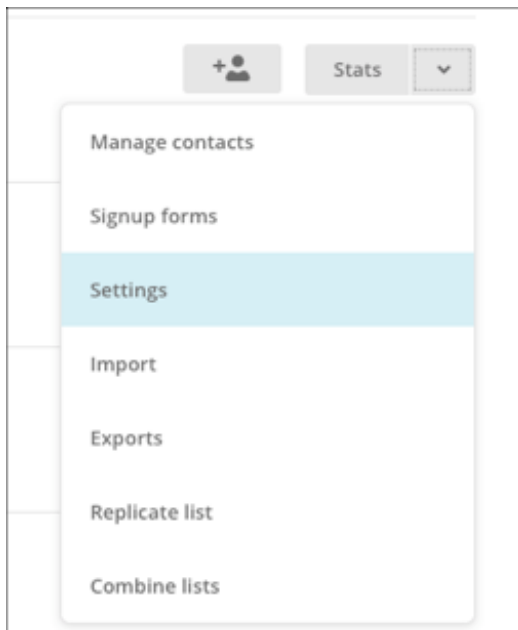 Stats
Manage contacts
Signup forms
Settings
Import
Exports
Replicate list
Combine lists